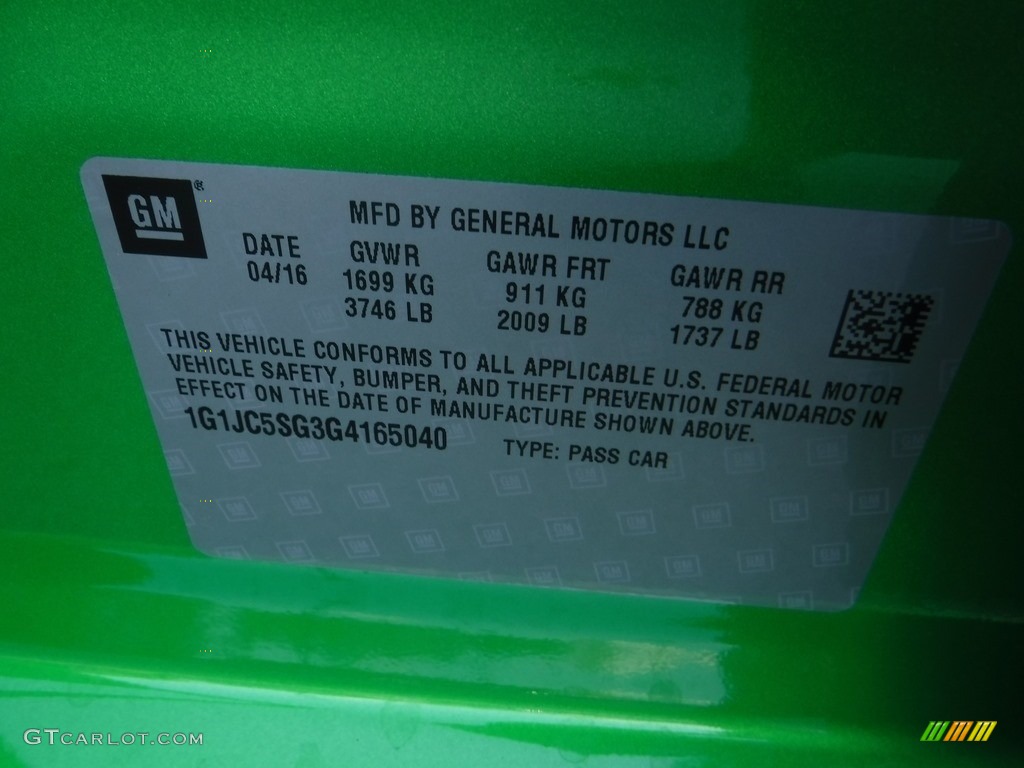 GM®
MFD BY GENERAL MOTORS LLC
DATE GVWR GAWR FRT GAWR RR
04/16 1699 KG 911 KG 788 KG
3746 LB 2009 LB 1737 LB
THIS VEHICLE CONFORMS TO ALL APPLICABLE U.S. FEDERAL MOTOR
VEHICLE SAFETY, BUMPER, AND THEFT PREVENTION STANDARDS IN
EFFECT ON THE DATE OF MANUFACTURE SHOWN ABOVE.
1G1JC5SG3G4165040 TYPE: PASS CAR
GTCARLOT.COM